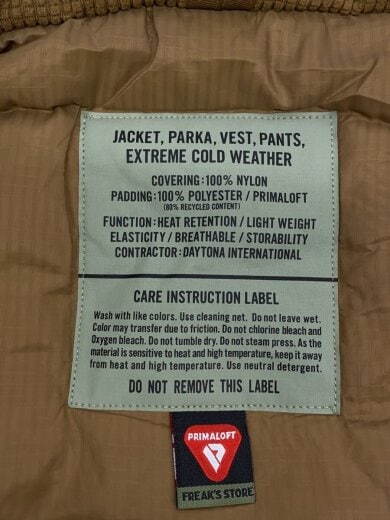 JACKET, PARKA, VEST, PANTS,
EXTREME COLD WEATHER
COVERING:100% NYLON
PADDING:100% POLYESTER / PRIMALOFT
(80% RECYCLED CONTENT)
FUNCTION:HEAT RETENTION / LIGHT WEIGHT
ELASTICITY / BREATHABLE / STORABILITY
CONTRACTOR:DAYTONA INTERNATIONAL
CARE INSTRUCTION LABEL
Wash with like colors. Use cleaning net. Do not leave wet.
Color may transfer due to friction. Do not chlorine bleach and
Oxygen bleach. Do not tumble dry. Do not steam press. As the
material is sensitive to heat and high temperature, keep it away
from heat and high temperature. Use neutral detergent.
DO NOT REMOVE THIS LABEL
PRIMALOFT
FREAK'S STORE